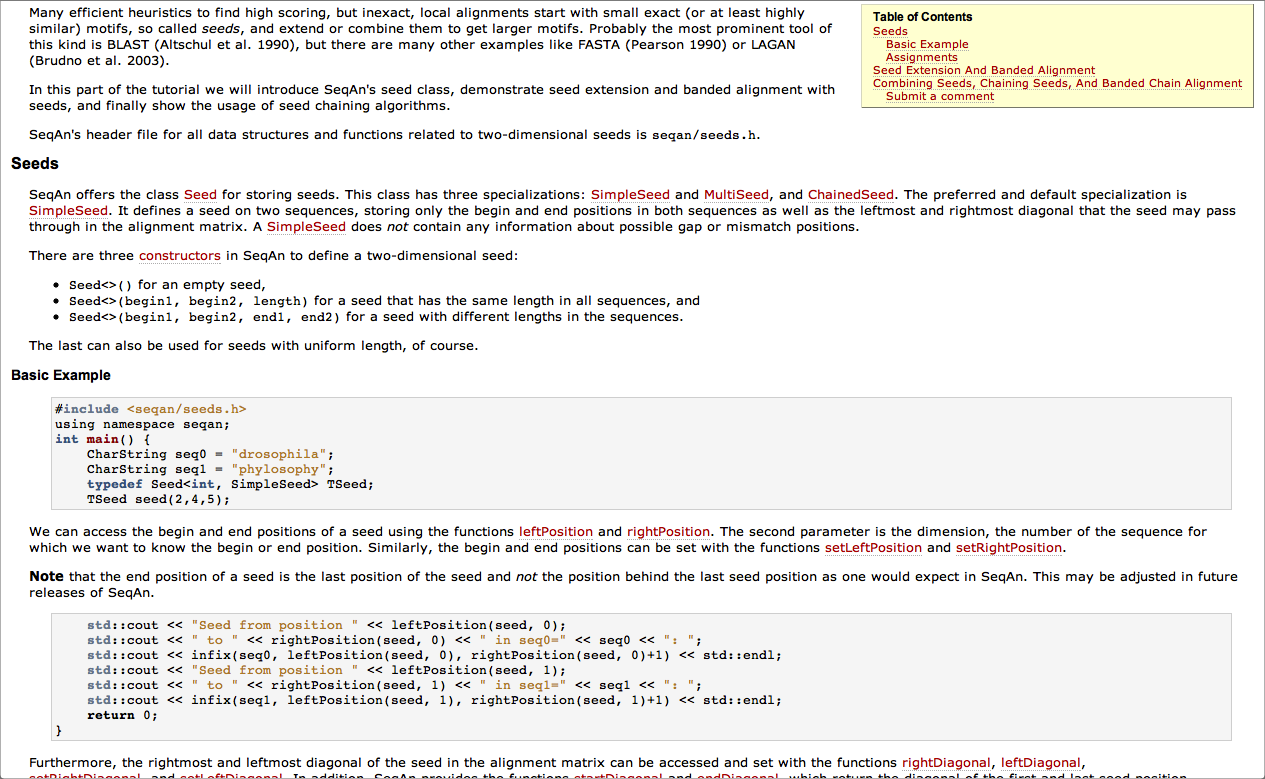 Many efficient heuristics to find high scoring, but inexact, local alignments start with small exact (or at least highly
similar) motifs, so called seeds, and extend or combine them to get larger motifs. Probably the most prominent tool of
this kind is BLAST (Altschul et al. 1990), but there are many other examples like FASTA (Pearson 1990) or LAGAN
(Brudno et al. 2003).
In this part of the tutorial we will introduce SeqAn's seed class, demonstrate seed extension and banded alignment with
seeds, and finally show the usage of seed chaining algorithms.
SeqAn's header file for all data structures and functions related to two-dimensional seeds is seqan/seeds.h.
Table of Contents
Seeds
Basic Example
Assignments
Seed Extension And Banded Alignment
Combining Seeds, Chaining Seeds, And Banded Chain Alignment
Submit a comment
Seeds
SeqAn offers the class Seed for storing seeds. This class has three specializations: SimpleSeed and MultiSeed, and ChainedSeed. The preferred and default specialization is
SimpleSeed. It defines a seed on two sequences, storing only the begin and end positions in both sequences as well as the leftmost and rightmost diagonal that the seed may pass
through in the alignment matrix. A SimpleSeed does not contain any information about possible gap or mismatch positions.
There are three constructors in SeqAn to define a two-dimensional seed:
• Seed<>() for an empty seed,
• Seed<>(begin1, begin2, length) for a seed that has the same length in all sequences, and
• Seed<>(begin1, begin2, end1, end2) for a seed with different lengths in the sequences.
The last can also be used for seeds with uniform length, of course.
Basic Example
#include <seqan/seeds.h>
using namespace seqan;
int main() {
    CharString seq0 = "drosophila";
    CharString seq1 = "phylosophy";
    typedef Seed<int, SimpleSeed> TSeed;
    TSeed seed(2,4,5);
We can access the begin and end positions of a seed using the functions leftPosition and rightPosition. The second parameter is the dimension, the number of the sequence for
which we want to know the begin or end position. Similarly, the begin and end positions can be set with the functions setLeftPosition and setRightPosition.
Note that the end position of a seed is the last position of the seed and not the position behind the last seed position as one would expect in SeqAn. This may be adjusted in future
releases of SeqAn.
    std::cout << "Seed from position " << leftPosition(seed, 0);
    std::cout << " to " << rightPosition(seed, 0) << " in seq0=" << seq0 << ": ";
    std::cout << infix(seq0, leftPosition(seed, 0), rightPosition(seed, 0)+1) << std::endl;
    std::cout << "Seed from position " << leftPosition(seed, 1);
    std::cout << " to " << rightPosition(seed, 1) << " in seq1=" << seq1 << ": ";
    std::cout << infix(seq1, leftPosition(seed, 1), rightPosition(seed, 1)+1) << std::endl;
    return 0;
}
Furthermore, the rightmost and leftmost diagonal of the seed in the alignment matrix can be accessed and set with the functions rightDiagonal, leftDiagonal,
setRightDiagonal, and setLeftDiagonal. In addition, SeqAn provides the functions startDiagonal and endDiagonal, which return the diagonal of the first and last seed position